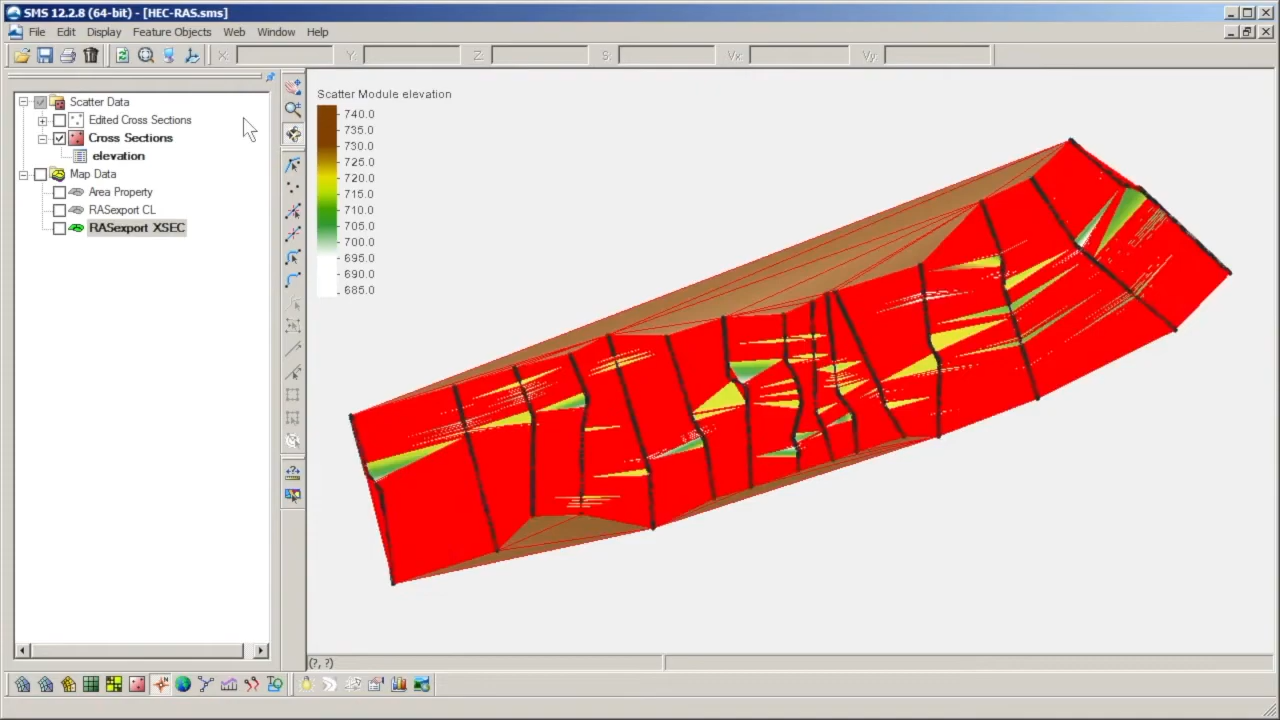 SMS 12.2.8 (64-bit) - [HEC-RAS.sms]
File Edit Display Feature Objects Web Window Help
X: Y: Z: S: Vx: Vy:
Scatter Data
Edited Cross Sections
Cross Sections
elevation
Map Data
Area Property
RASexport CL
RASexport XSEC
Scatter Module elevation
740.0
735.0
730.0
725.0
720.0
715.0
710.0
705.0
700.0
695.0
690.0
685.0
(?, ?)